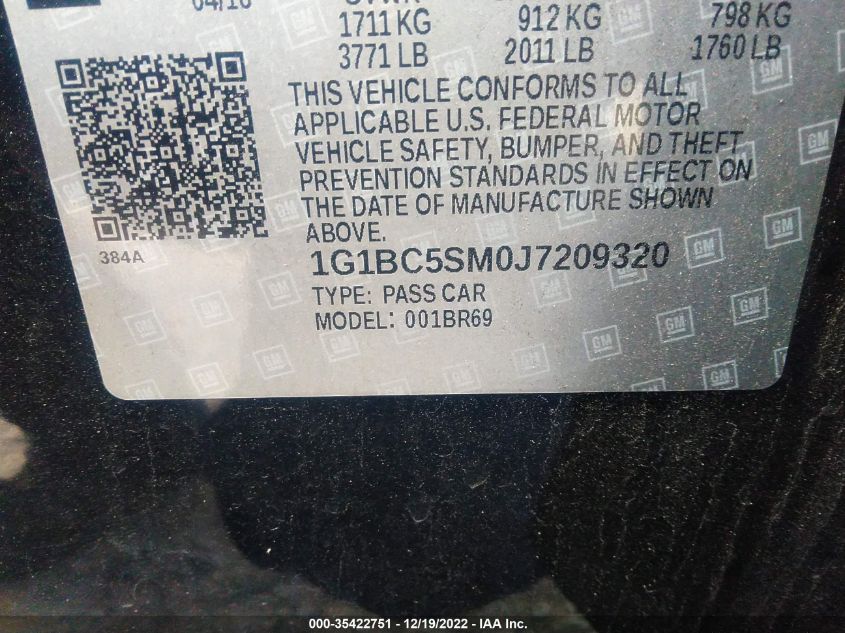 1711 KG 912 KG 798 KG
3771 LB 2011 LB 1760 LB
THIS VEHICLE CONFORMS TO ALL
APPLICABLE U.S. FEDERAL MOTOR
VEHICLE SAFETY, BUMPER, AND THEFT
PREVENTION STANDARDS IN EFFECT ON
THE DATE OF MANUFACTURE SHOWN
ABOVE.
384A
1G1BC5SM0J7209320
TYPE: PASS CAR
MODEL: 001BR69
GM
000-35422751 - 12/19/2022 - IAA Inc.